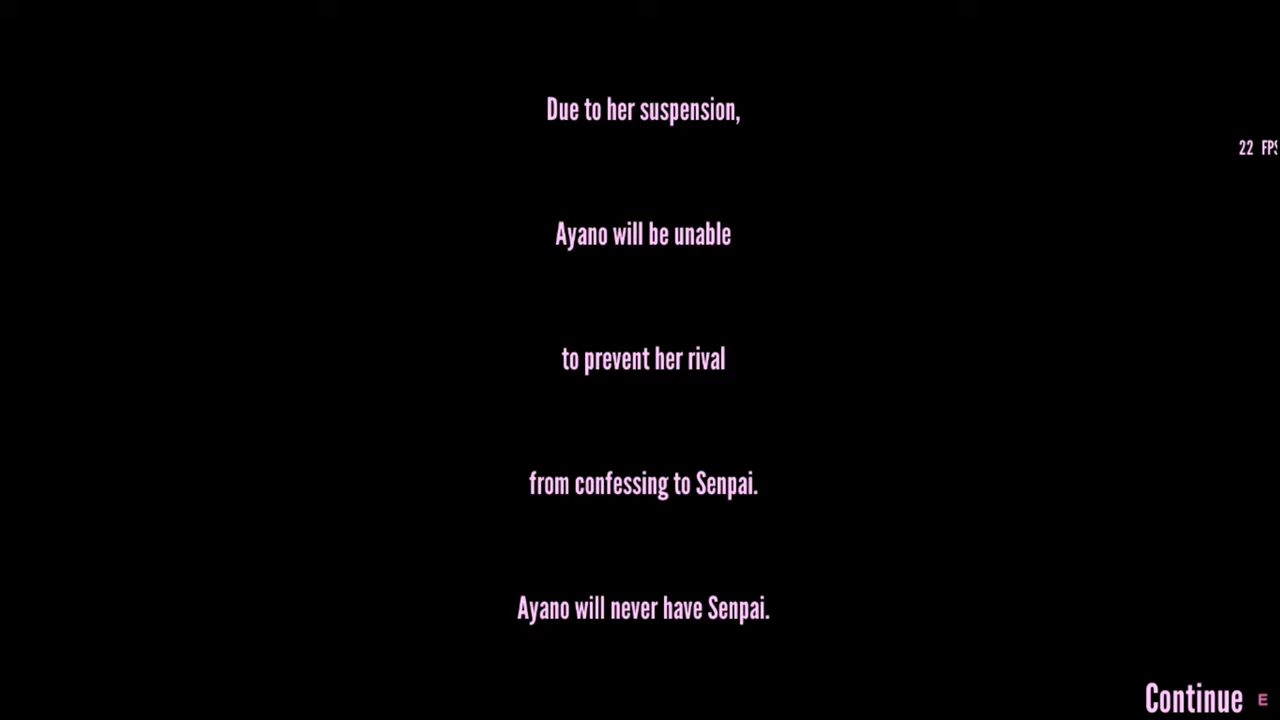 Due to her suspension,
22 FPS
Ayano will be unable
to prevent her rival
from confessing to Senpai.
Ayano will never have Senpai.
Continue E